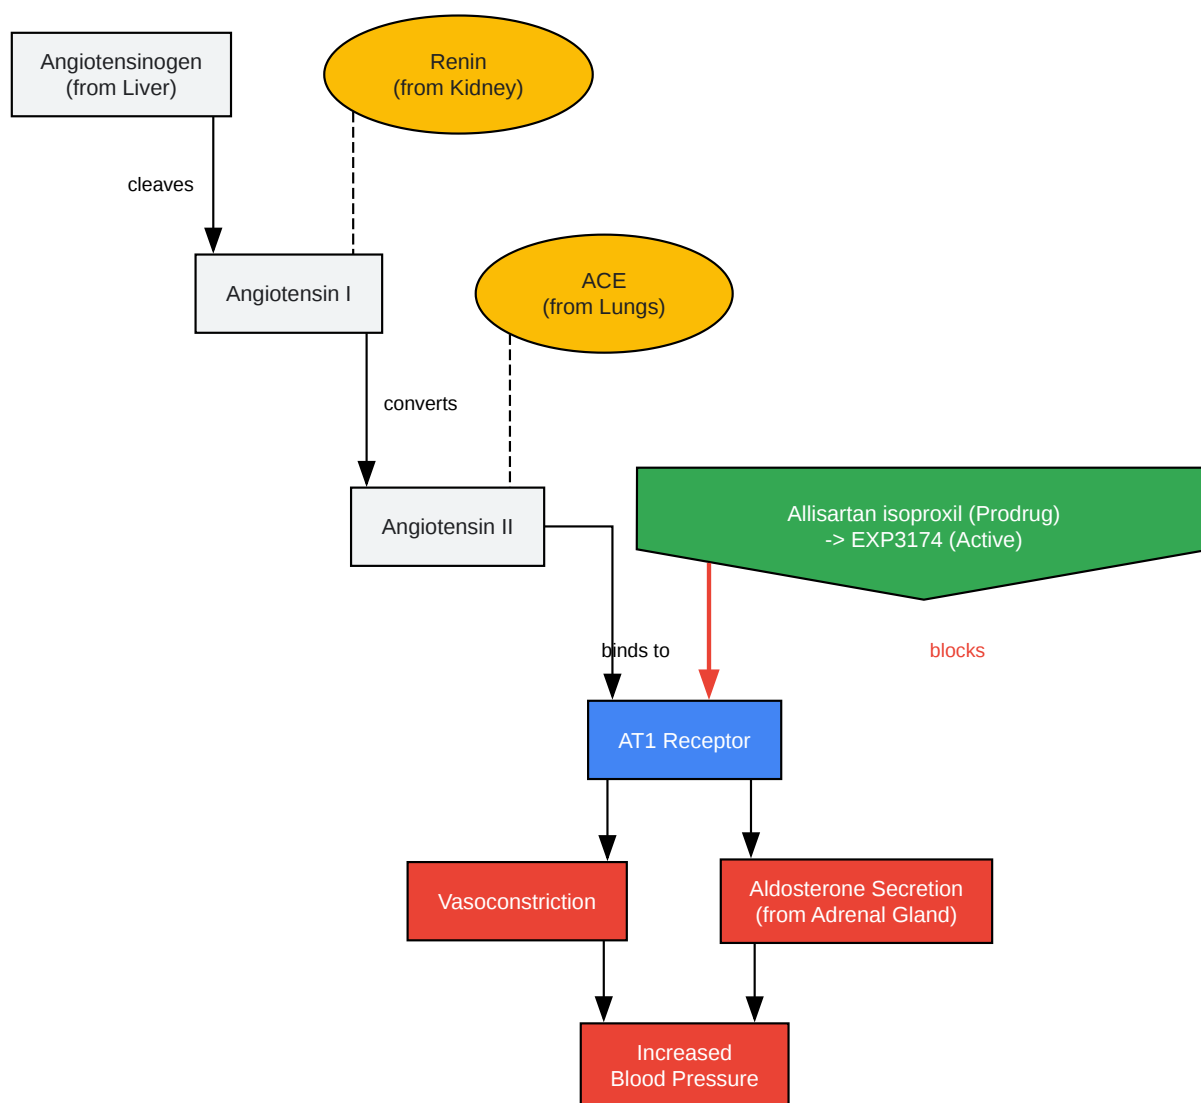 Angiotensinogen
(from Liver)
Renin
(from Kidney)
cleaves
Angiotensin I
ACE
(from Lungs)
converts
Angiotensin II
Allisartan isoproxil (Prodrug)
-> EXP3174 (Active)
binds to
blocks
AT1 Receptor
Vasoconstriction
Aldosterone Secretion
(from Adrenal Gland)
Increased
Blood Pressure